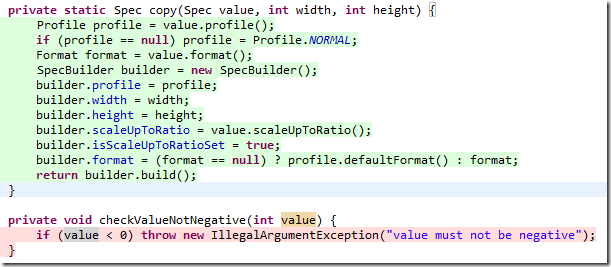 private static Spec copy(Spec value, int width, int height) {
Profile profile = value.profile();
if (profile == null) profile = Profile.NORMAL;
Format format = value.format();
SpecBuilder builder = new SpecBuilder();
builder.profile = profile;
builder.width = width;
builder.height = height;
builder.scaleUpToRatio = value.scaleUpToRatio();
builder.isScaleUpToRatioSet = true;
builder.format = (format == null) ? profile.defaultFormat() : format;
return builder.build();
}
private void checkValueNotNegative(int value) {
if (value < 0) throw new IllegalArgumentException("value must not be negative");
}